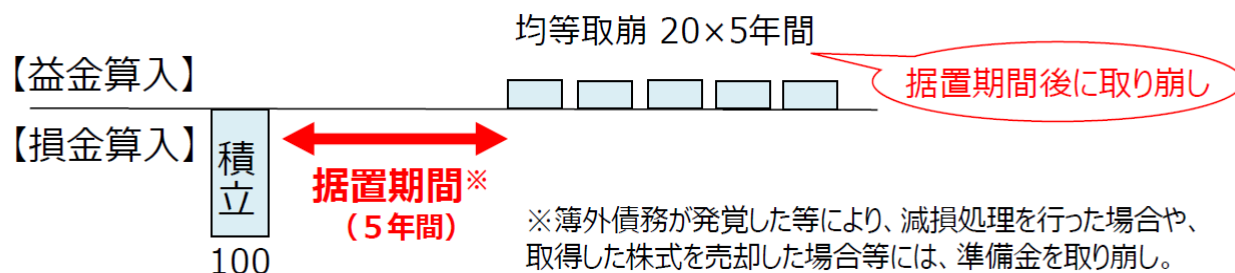 均等取崩 20×5年間
【益金算入】
据置期間後に取り崩し
【損金算入】
積立
据置期間※
（５年間）
100
※簿外債務が発覚した等により、減損処理を行った場合や、
取得した株式を売却した場合等には、準備金を取り崩し。